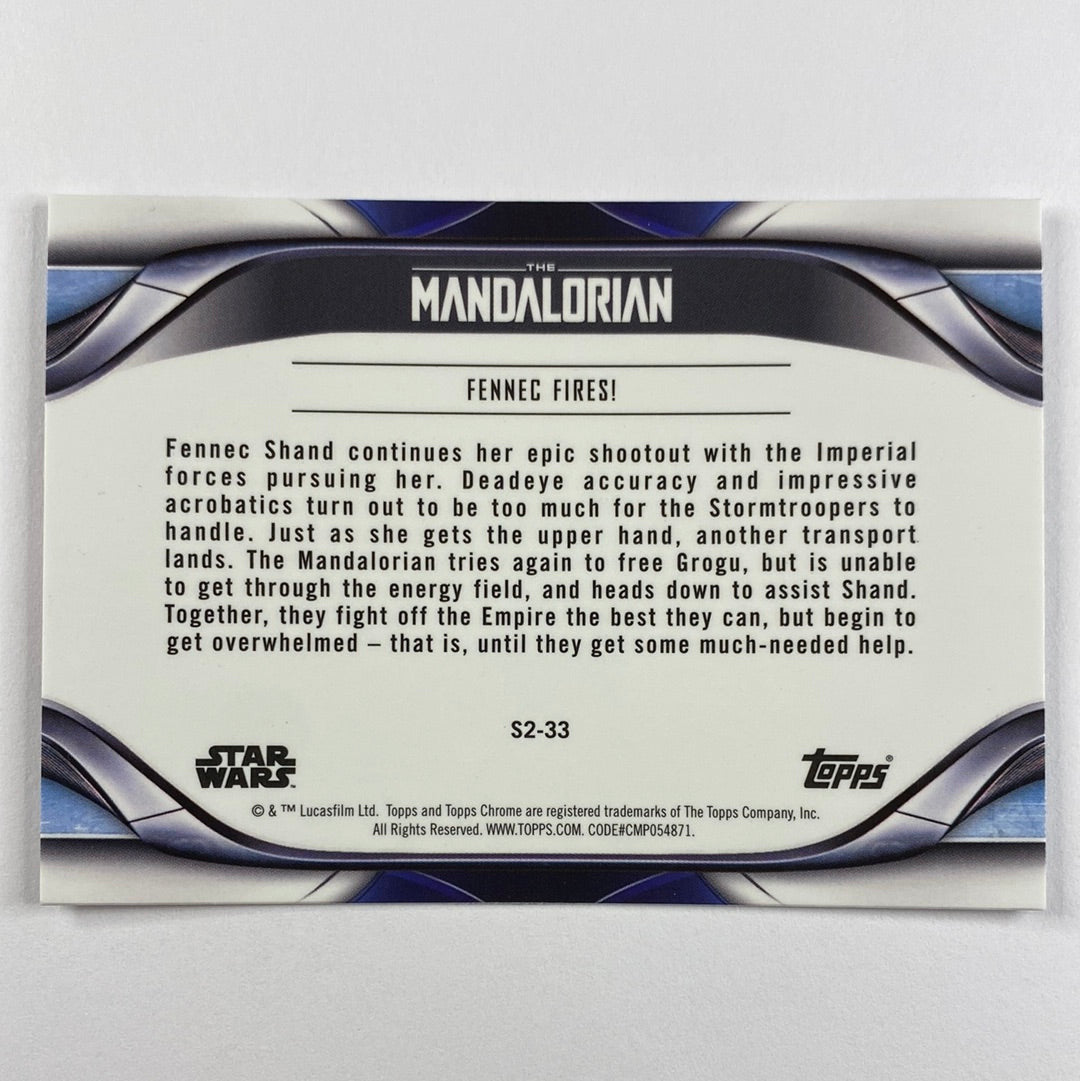 THE
MANDALORIAN
FENNEC FIRES!
Fennec Shand continues her epic shootout with the Imperial
forces pursuing her. Deadeye accuracy and impressive
acrobatics turn out to be too much for the Stormtroopers to
handle. Just as she gets the upper hand, another transport
lands. The Mandalorian tries again to free Grogu, but is unable
to get through the energy field, and heads down to assist Shand.
Together, they fight off the Empire the best they can, but begin to
get overwhelmed – that is, until they get some much-needed help.
S2-33
STAR
WARS™
Topps®
© & ™ Lucasfilm Ltd. Topps and Topps Chrome are registered trademarks of The Topps Company, Inc.
All Rights Reserved. WWW.TOPPS.COM. CODE#CMP054871.